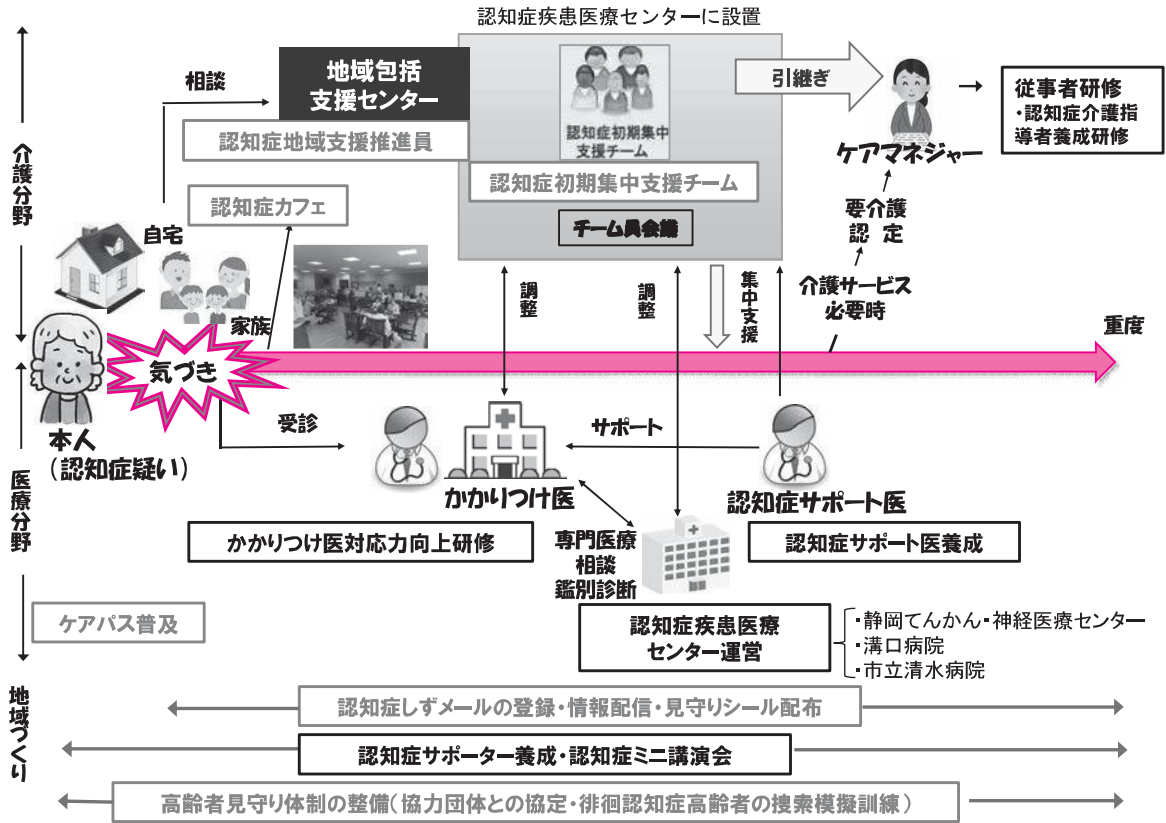 認知症疾患医療センターに設置
相談
地域包括
支援センター
認知症地域支援推進員
認知症初期集中
支援チーム
認知症初期集中支援チーム
チーム員会議
引継ぎ
ケアマネジャー
従事者研修
・認知症介護指
導者養成研修
介護分野
認知症カフェ
自宅
家族
要介護
認 定
介護サービス
必要時
調整
調整
集中支援
重度
気づき
本人
(認知症疑い)
受診
サポート
かかりつけ医
認知症サポート医
医療分野
かかりつけ医対応力向上研修
専門医療
相談
鑑別診断
認知症サポート医養成
ケアパス普及
認知症疾患医療
センター運営
・静岡てんかん・神経医療センター
・溝口病院
・市立清水病院
地域づくり
認知症しずメールの登録・情報配信・見守りシール配布
認知症サポーター養成・認知症ミニ講演会
高齢者見守り体制の整備(協力団体との協定・徘徊認知症高齢者の捜索模擬訓練)